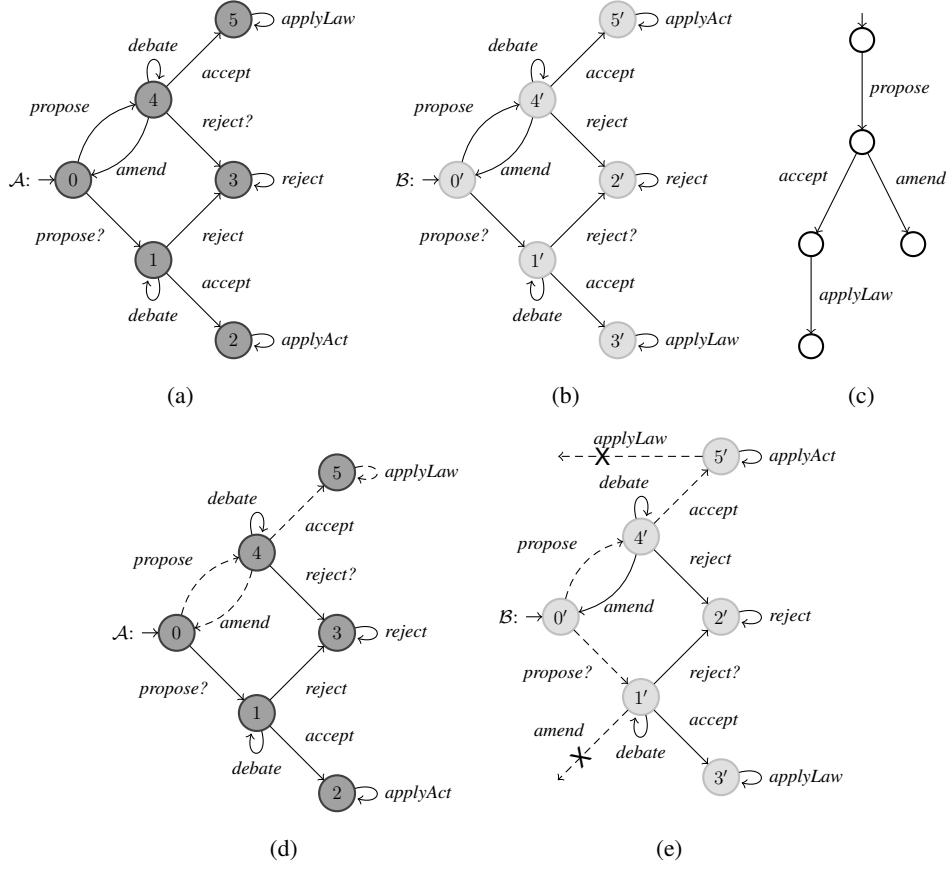 5 applyLaw
debate
accept
4
propose
reject?
amend
𝒜: 0
3 reject
propose?
reject
1
accept
debate
2 applyAct
(a)
5′ applyAct
debate
accept
4′
propose
reject
amend
ℬ: 0′
2′ reject
propose?
reject?
1′
accept
debate
3′ applyLaw
(b)
propose
accept
amend
applyLaw
(c)
5 applyLaw
debate
accept
4
propose
reject?
amend
𝒜: 0
3 reject
propose?
reject
1
accept
debate
2 applyAct
(d)
applyLaw
X
5′ applyAct
debate
accept
4′
propose
reject
amend
ℬ: 0′
2′ reject
propose?
reject?
1′
amend
accept
X
debate
3′ applyLaw
(e)